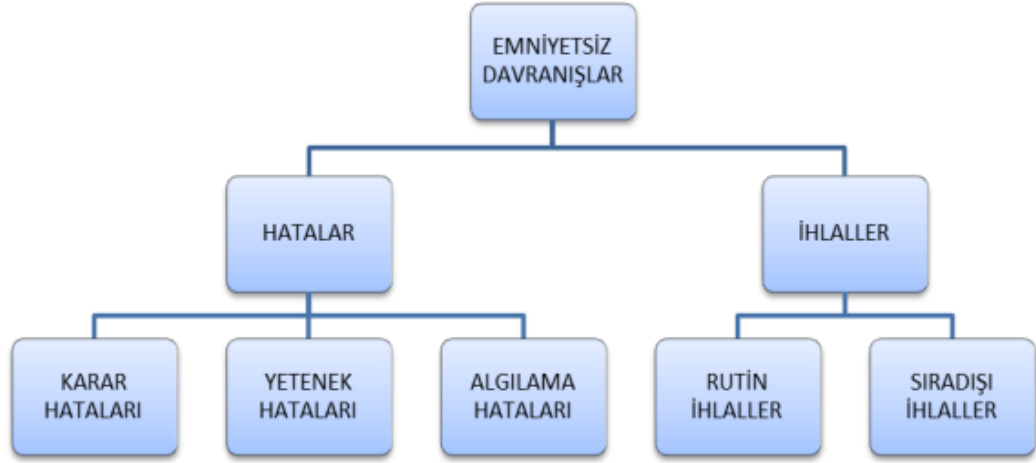 EMNİYETSİZ
DAVRANIŞLAR
HATALAR
İHLALLER
KARAR
HATALARI
YETENEK
HATALARI
ALGILAMA
HATALARI
RUTİN
İHLALLER
SIRADIŞI
İHLALLER